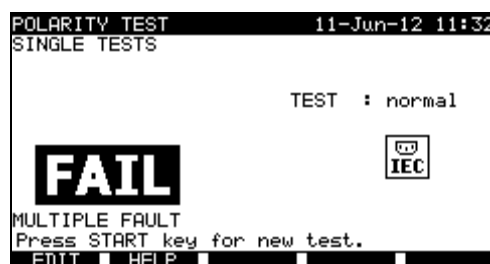 POLARITY TEST 11-Jun-12 11:32
SINGLE TESTS
TEST : normal
IEC
FAIL
MULTIPLE FAULT
Press START key for new test.
EDIT HELP